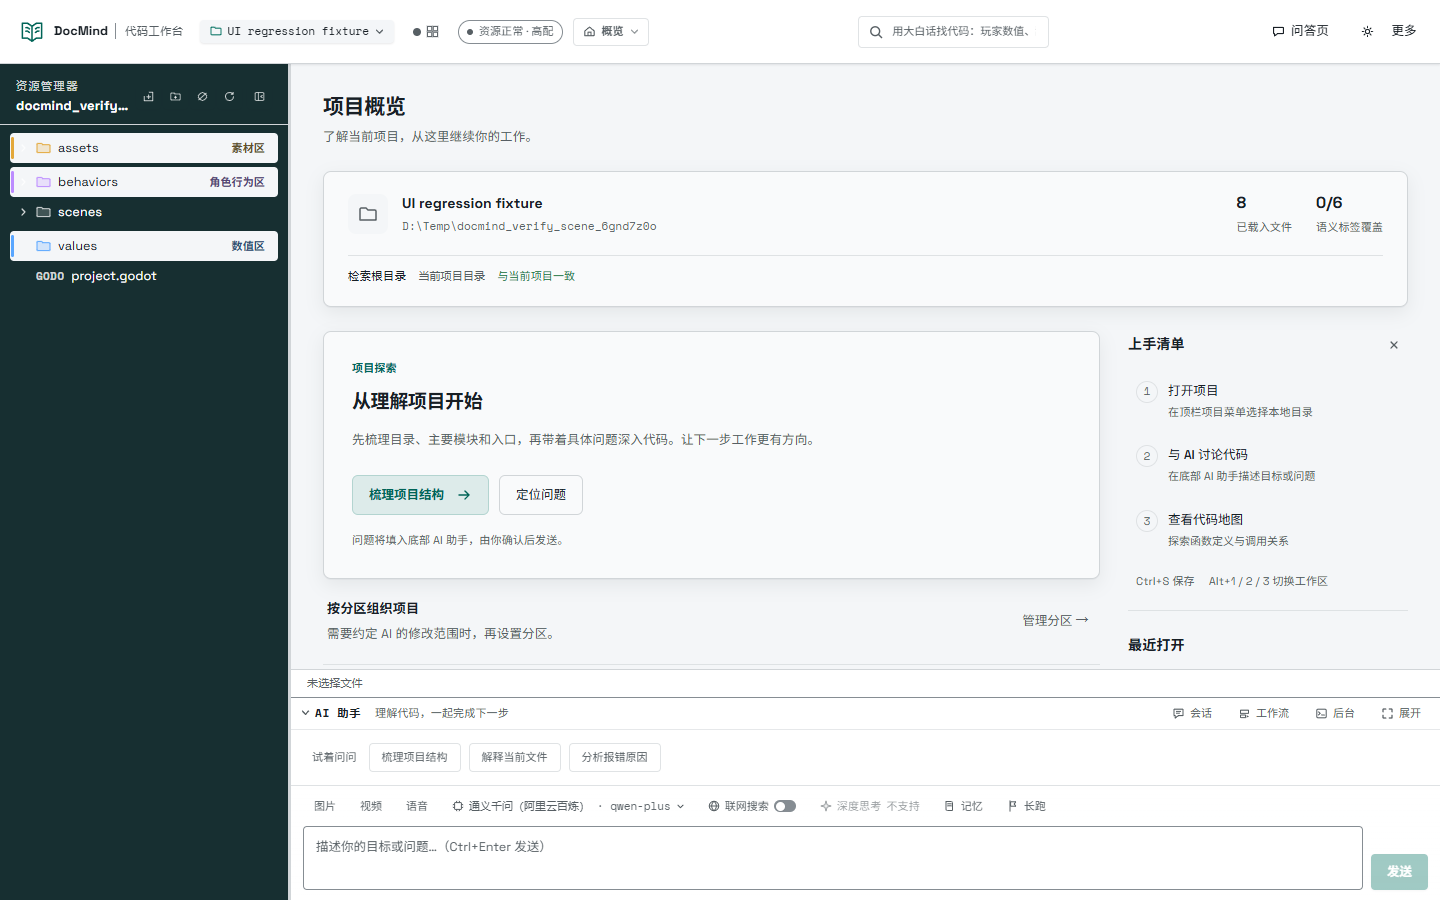 DocMind 代码工作台 UI regression fixture 资源正常 · 高配 概览 用大白话找代码：玩家数值、 问答页 更多
资源管理器
docmind_verify...
assets 素材区
behaviors 角色行为区
scenes
values 数值区
GODO project.godot
项目概览
了解当前项目，从这里继续你的工作。
UI regression fixture
D:\Temp\docmind_verify_scene_6gnd7z0o
8
已载入文件
0/6
语义标签覆盖
检索根目录 当前项目目录 与当前项目一致
项目探索
从理解项目开始
先梳理目录、主要模块和入口，再带着具体问题深入代码。让下一步工作更有方向。
梳理项目结构 → 定位问题
问题将填入底部 AI 助手，由你确认后发送。
按分区组织项目
需要约定 AI 的修改范围时，再设置分区。
管理分区 →
上手清单
1 打开项目
在顶栏项目菜单选择本地目录
2 与 AI 讨论代码
在底部 AI 助手描述目标或问题
3 查看代码地图
探索函数定义与调用关系
Ctrl+S 保存 Alt+1 / 2 / 3 切换工作区
最近打开
未选择文件
AI 助手 理解代码，一起完成下一步 会话 工作流 后台 展开
试着问问 梳理项目结构 解释当前文件 分析报错原因
图片 视频 语音 通义千问（阿里云百炼） · qwen-plus 联网搜索 深度思考 不支持 记忆 长跑
描述你的目标或问题...（Ctrl+Enter 发送）
发送